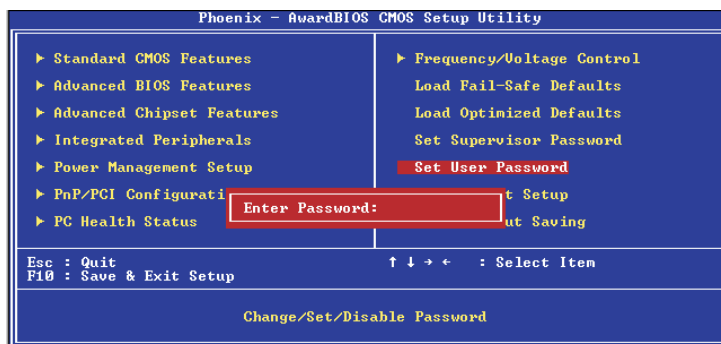 Phoenix - AwardBIOS CMOS Setup Utility
▶ Standard CMOS Features
▶ Advanced BIOS Features
▶ Advanced Chipset Features
▶ Integrated Peripherals
▶ Power Management Setup
▶ PnP/PCI Configurati
▶ PC Health Status
▶ Frequency/Voltage Control
Load Fail-Safe Defaults
Load Optimized Defaults
Set Supervisor Password
Set User Password
t Setup
ut Saving
Enter Password:
Esc : Quit
F10 : Save & Exit Setup
↑ ↓ → ← : Select Item
Change/Set/Disable Password